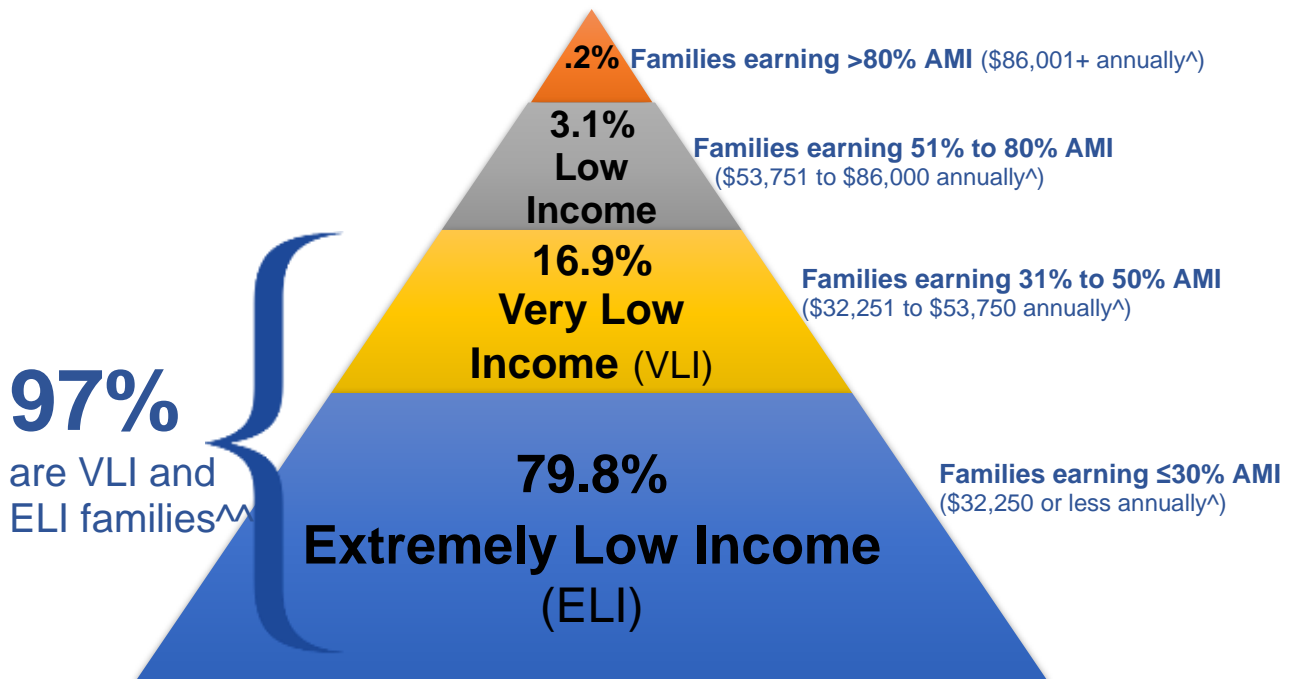 .2% Families earning >80% AMI ($86,001+ annually^)
3.1%
Low
Income
Families earning 51% to 80% AMI
($53,751 to $86,000 annually^)
16.9%
Very Low
Income (VLI)
Families earning 31% to 50% AMI
($32,251 to $53,750 annually^)
97%
are VLI and
ELI families^^
79.8%
Extremely Low Income
(ELI)
Families earning ≤30% AMI
($32,250 or less annually^)